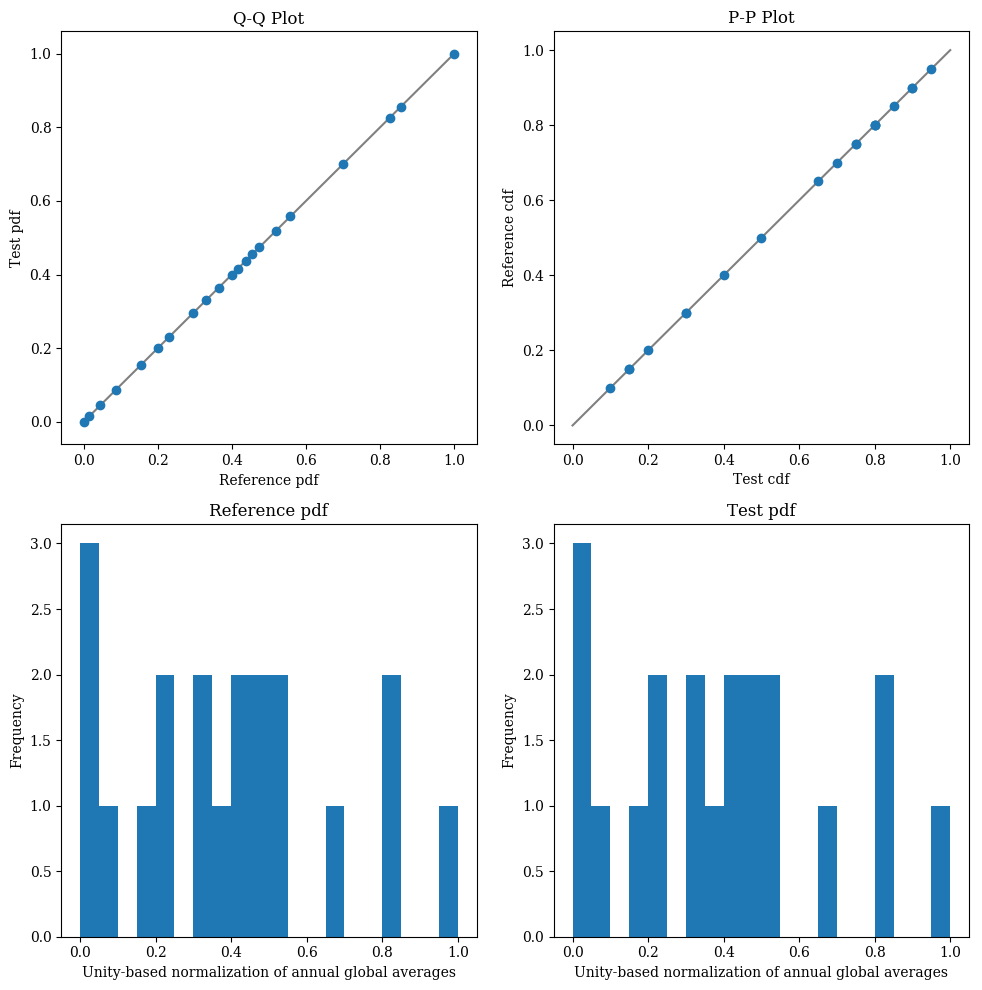 Q-Q Plot
Test pdf
1.0
0.8
0.6
0.4
0.2
0.0
0.0 0.2 0.4 0.6 0.8 1.0
Reference pdf
P-P Plot
Reference cdf
1.0
0.8
0.6
0.4
0.2
0.0
0.0 0.2 0.4 0.6 0.8 1.0
Test cdf
Reference pdf
Frequency
3.0
2.5
2.0
1.5
1.0
0.5
0.0
0.0 0.2 0.4 0.6 0.8 1.0
Unity-based normalization of annual global averages
Test pdf
Frequency
3.0
2.5
2.0
1.5
1.0
0.5
0.0
0.0 0.2 0.4 0.6 0.8 1.0
Unity-based normalization of annual global averages